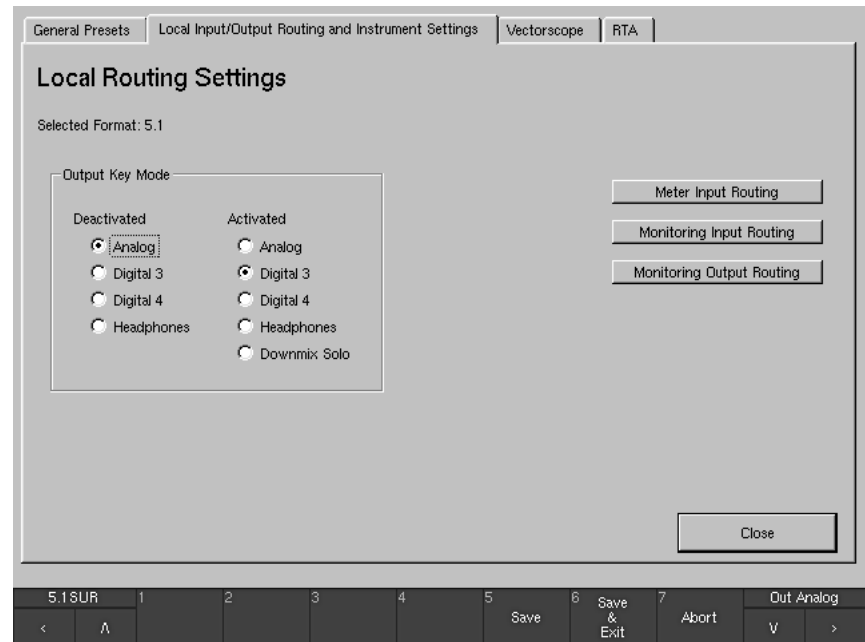 General Presets
Local Input/Output Routing and Instrument Settings
Vectorscope
RTA
Local Routing Settings
Selected Format: 5.1
Output Key Mode
Deactivated
Activated
Analog
Analog
Digital 3
Digital 3
Digital 4
Digital 4
Headphones
Headphones
Downmix Solo
Meter Input Routing
Monitoring Input Routing
Monitoring Output Routing
Close
5.1SUR
< Λ
1
2
3
4
5
Save
6
Save
&
Exit
7
Abort
Out Analog
V >